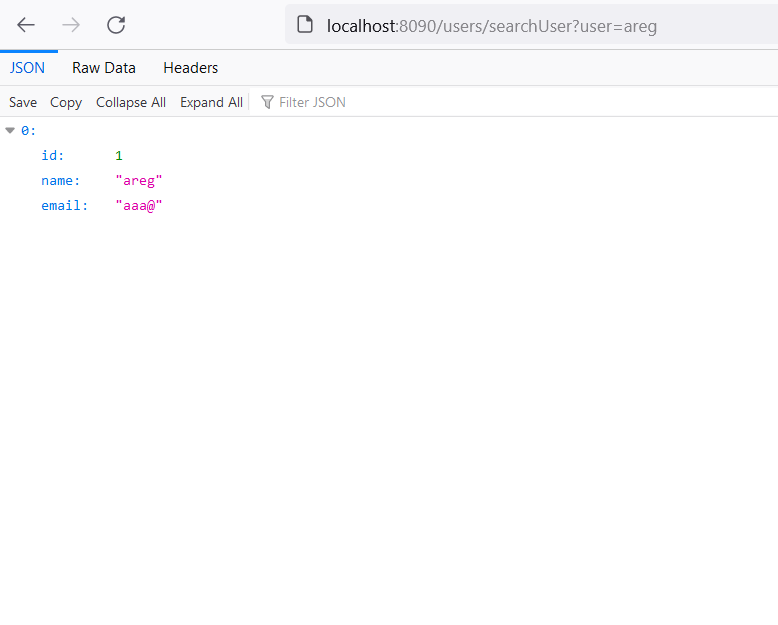 localhost:8090/users/searchUser?user=areg
JSON Raw Data Headers
Save Copy Collapse All Expand All Filter JSON
0:
id: 1
name: "areg"
email: "aaa@"